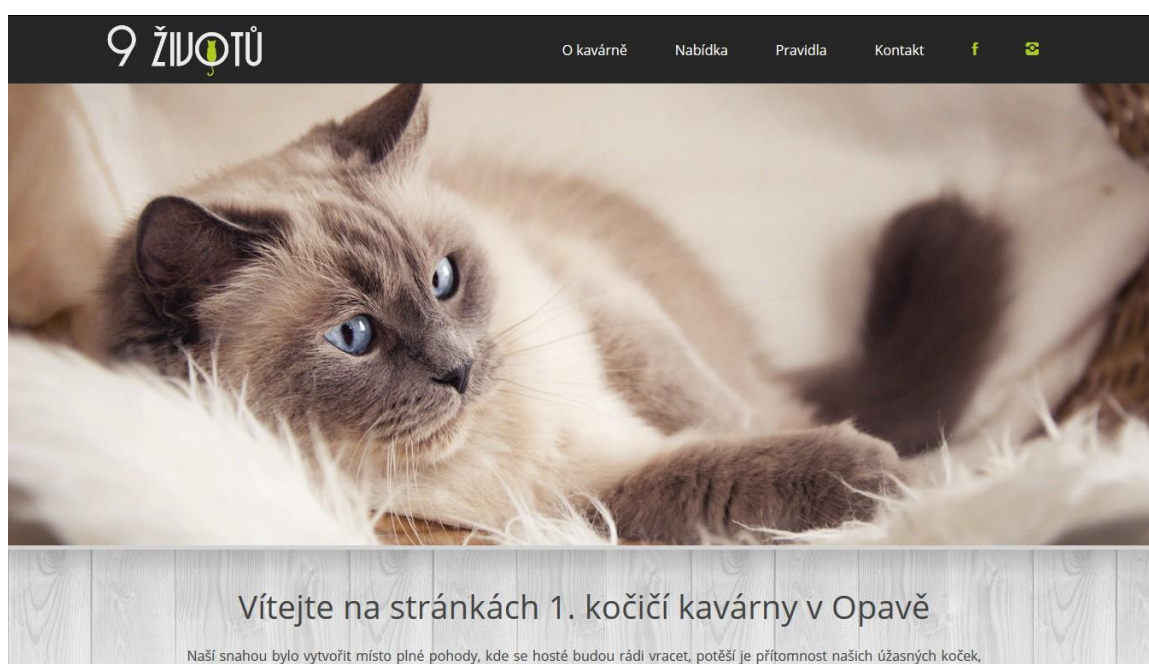 9 ŽIVOTŮ
O kavárně Nabídka Pravidla Kontakt f
Vítejte na stránkách 1. kočičí kavárny v Opavě
Naší snahou bylo vytvořit místo plné pohody, kde se hosté budou rádi vracet, potěší je přítomnost našich úžasných koček,